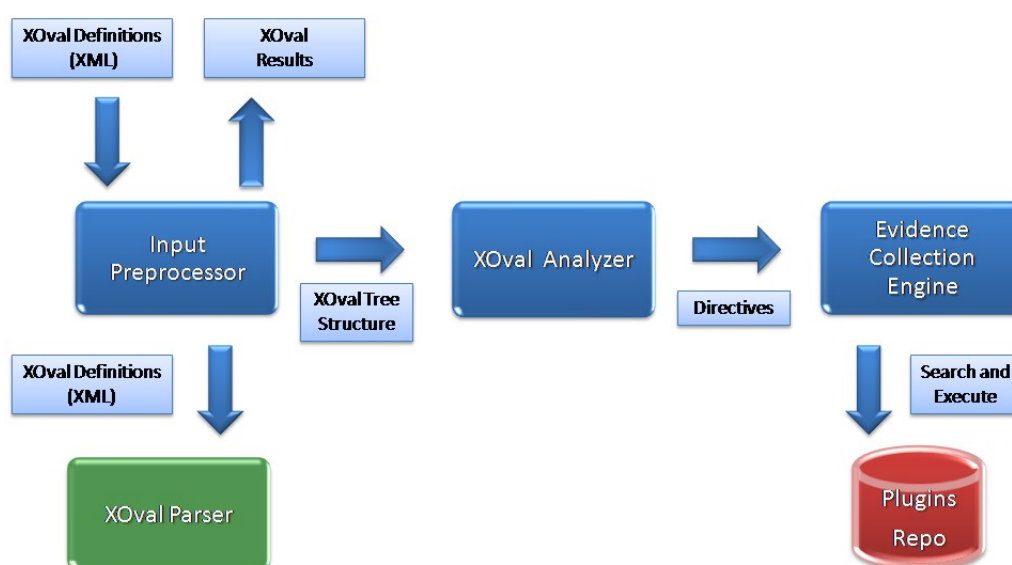 XOval Definitions
(XML)
XOval
Results
Input
Preprocessor
XOval Tree
Structure
XOval Analyzer
Directives
Evidence
Collection
Engine
XOval Definitions
(XML)
Search and
Execute
XOval Parser
Plugins
Repo